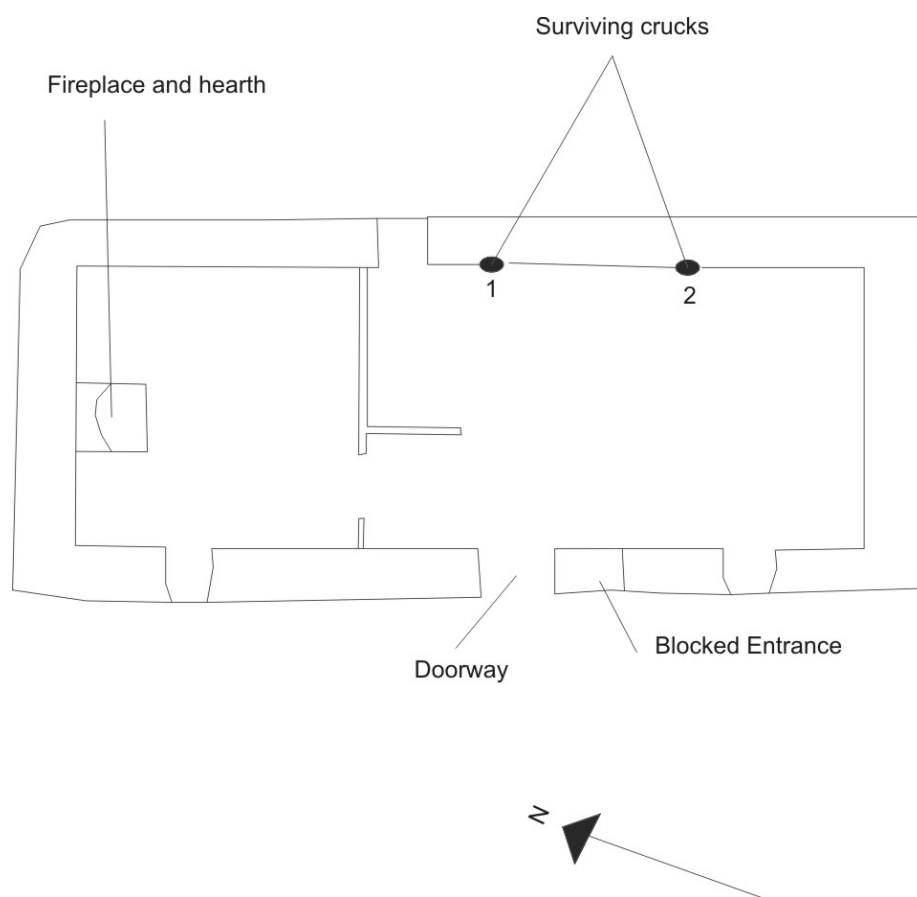 Surviving crucks
Fireplace and hearth
1
2
Blocked Entrance
Doorway
N